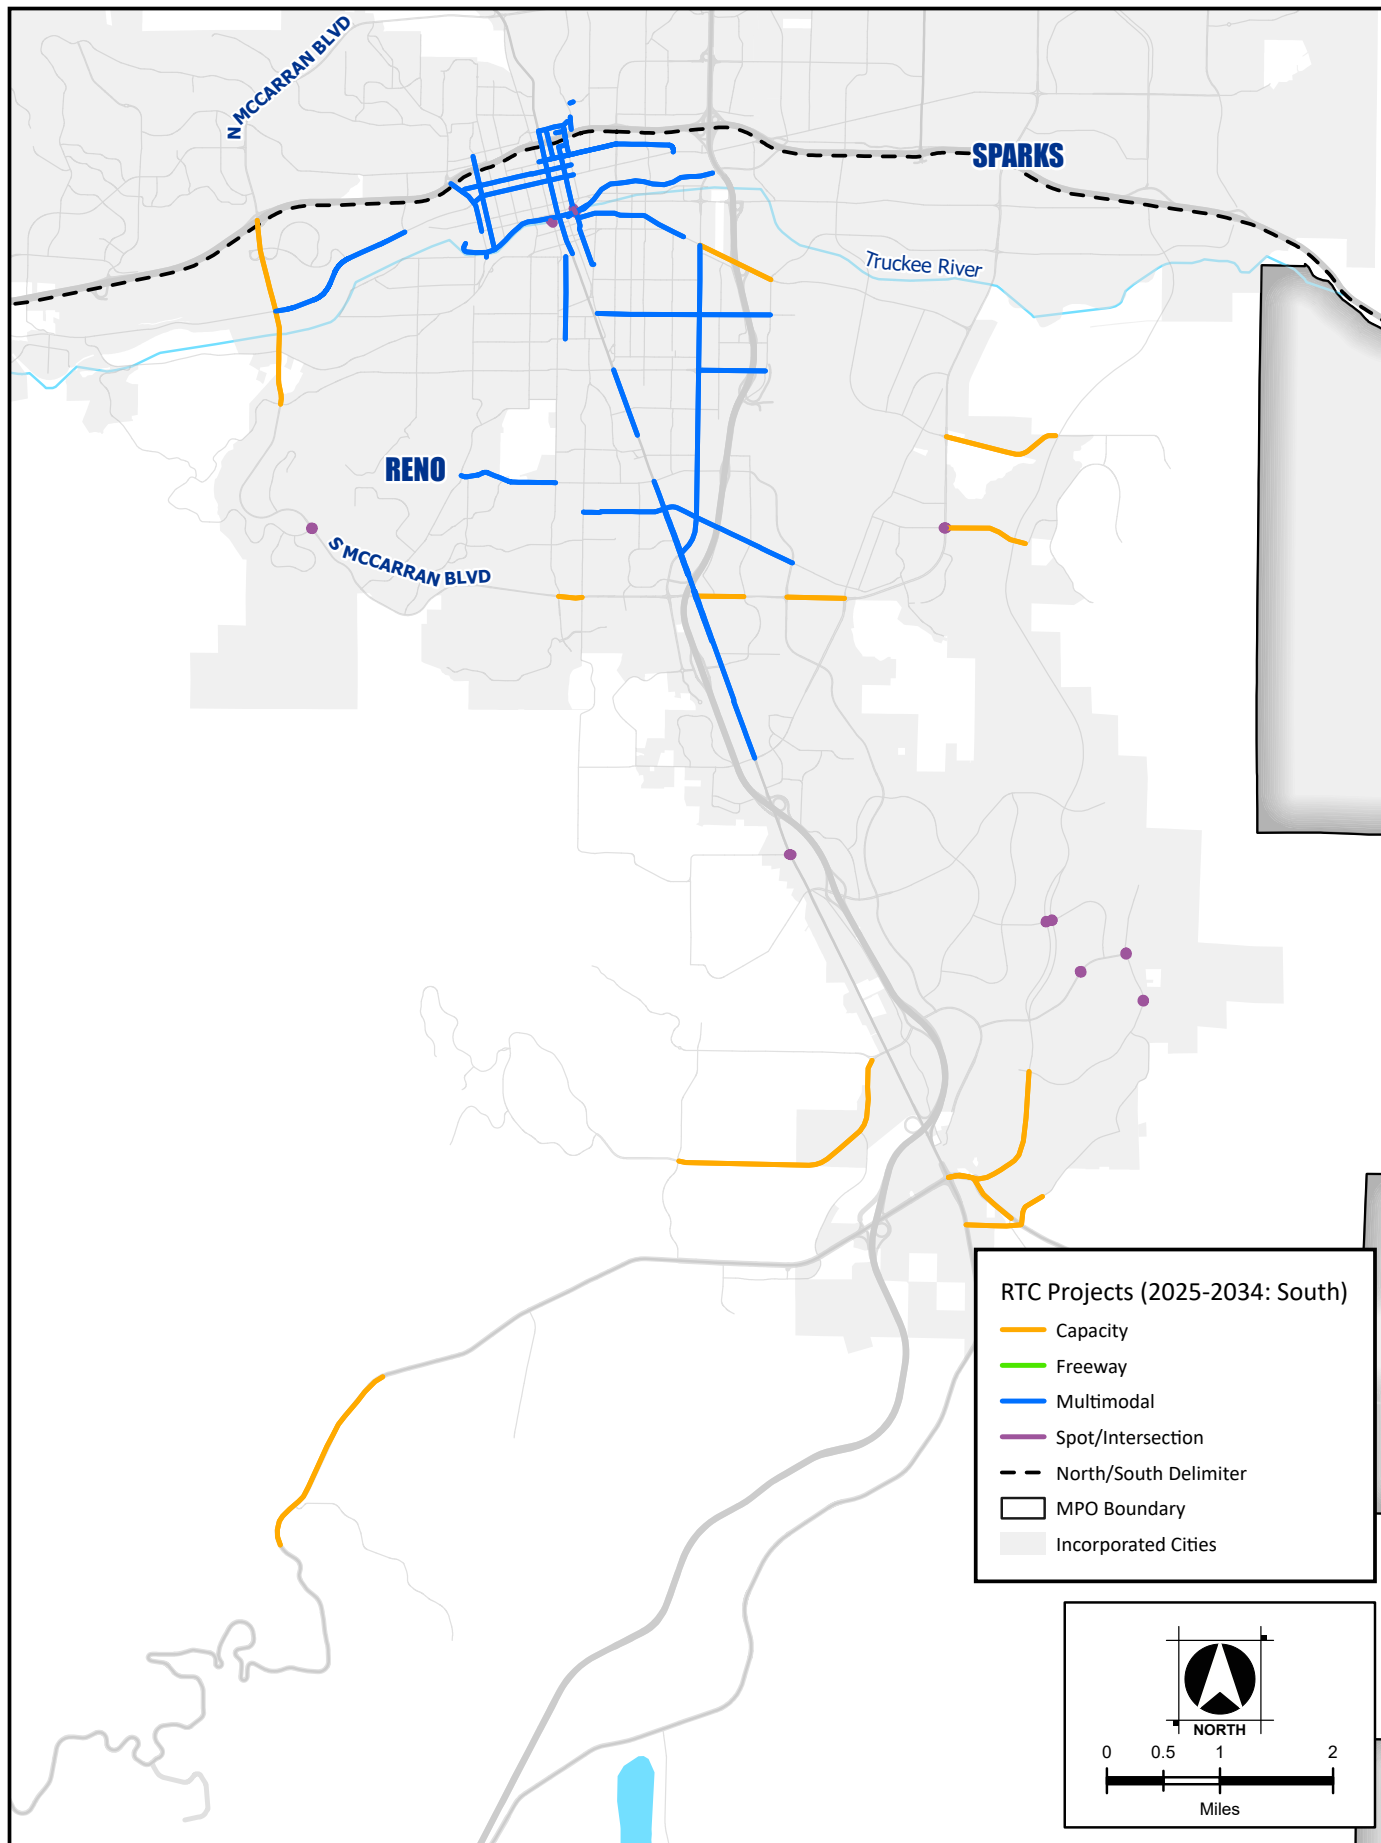 N MCCARRAN BLVD
SPARKS
Truckee River
RENO
S MCCARRAN BLVD
RTC Projects (2025-2034: South)
Capacity
Freeway
Multimodal
Spot/Intersection
North/South Delimiter
MPO Boundary
Incorporated Cities
NORTH
0 0.5 1 2
Miles